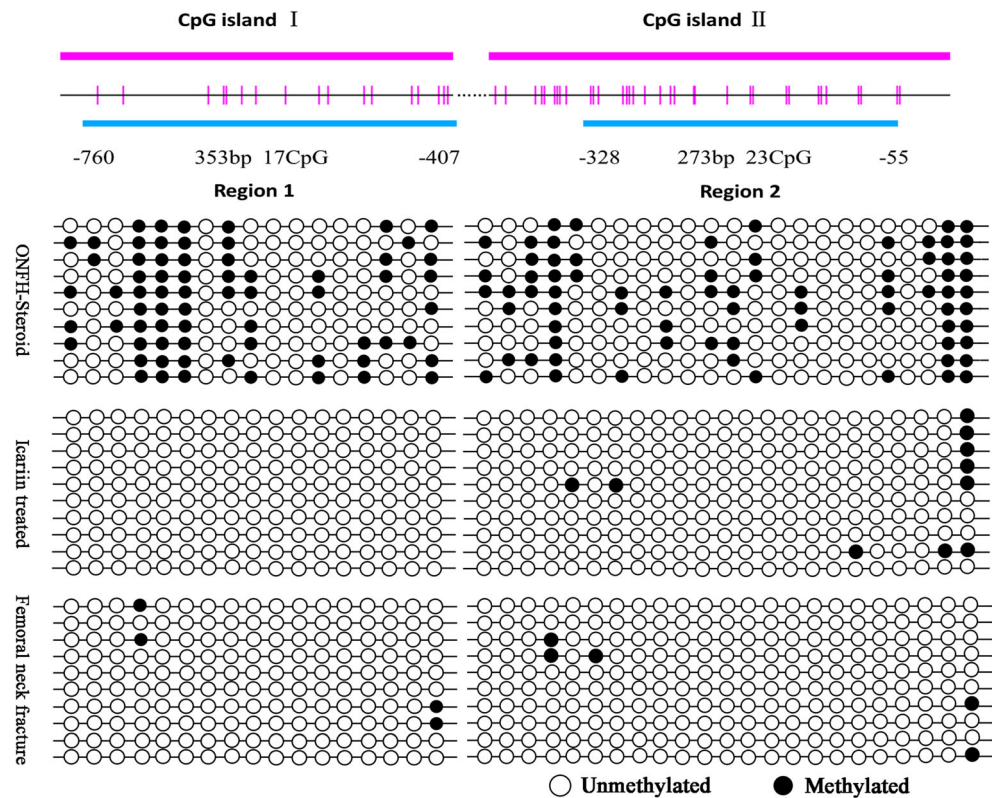 CpG island Ⅰ CpG island Ⅱ
-760 353bp 17CpG -407 -328 273bp 23CpG -55
Region 1 Region 2
ONFH-Steroid
Icariin treated
Femoral neck fracture
Unmethylated Methylated